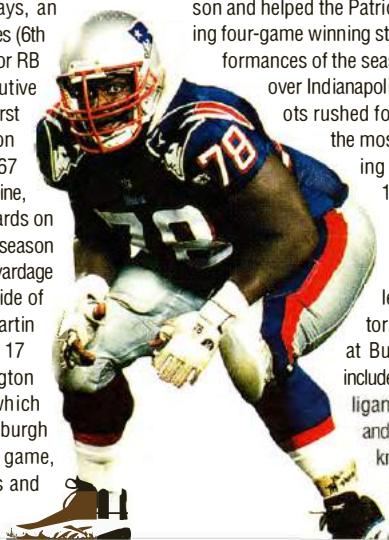 ays, an
es (6th
or RB
utive
rst
on
67
ine,
ards on
season
yardage
ide of
artin
17
gton
which
burgh
game,
s and
son and helped the Patri
ing four-game winning st
formances of the seas
over Indianapoli
ots rushed fo
the mos
ing
1
le
tor
at Bu
include
ligan
and
kn
78
78